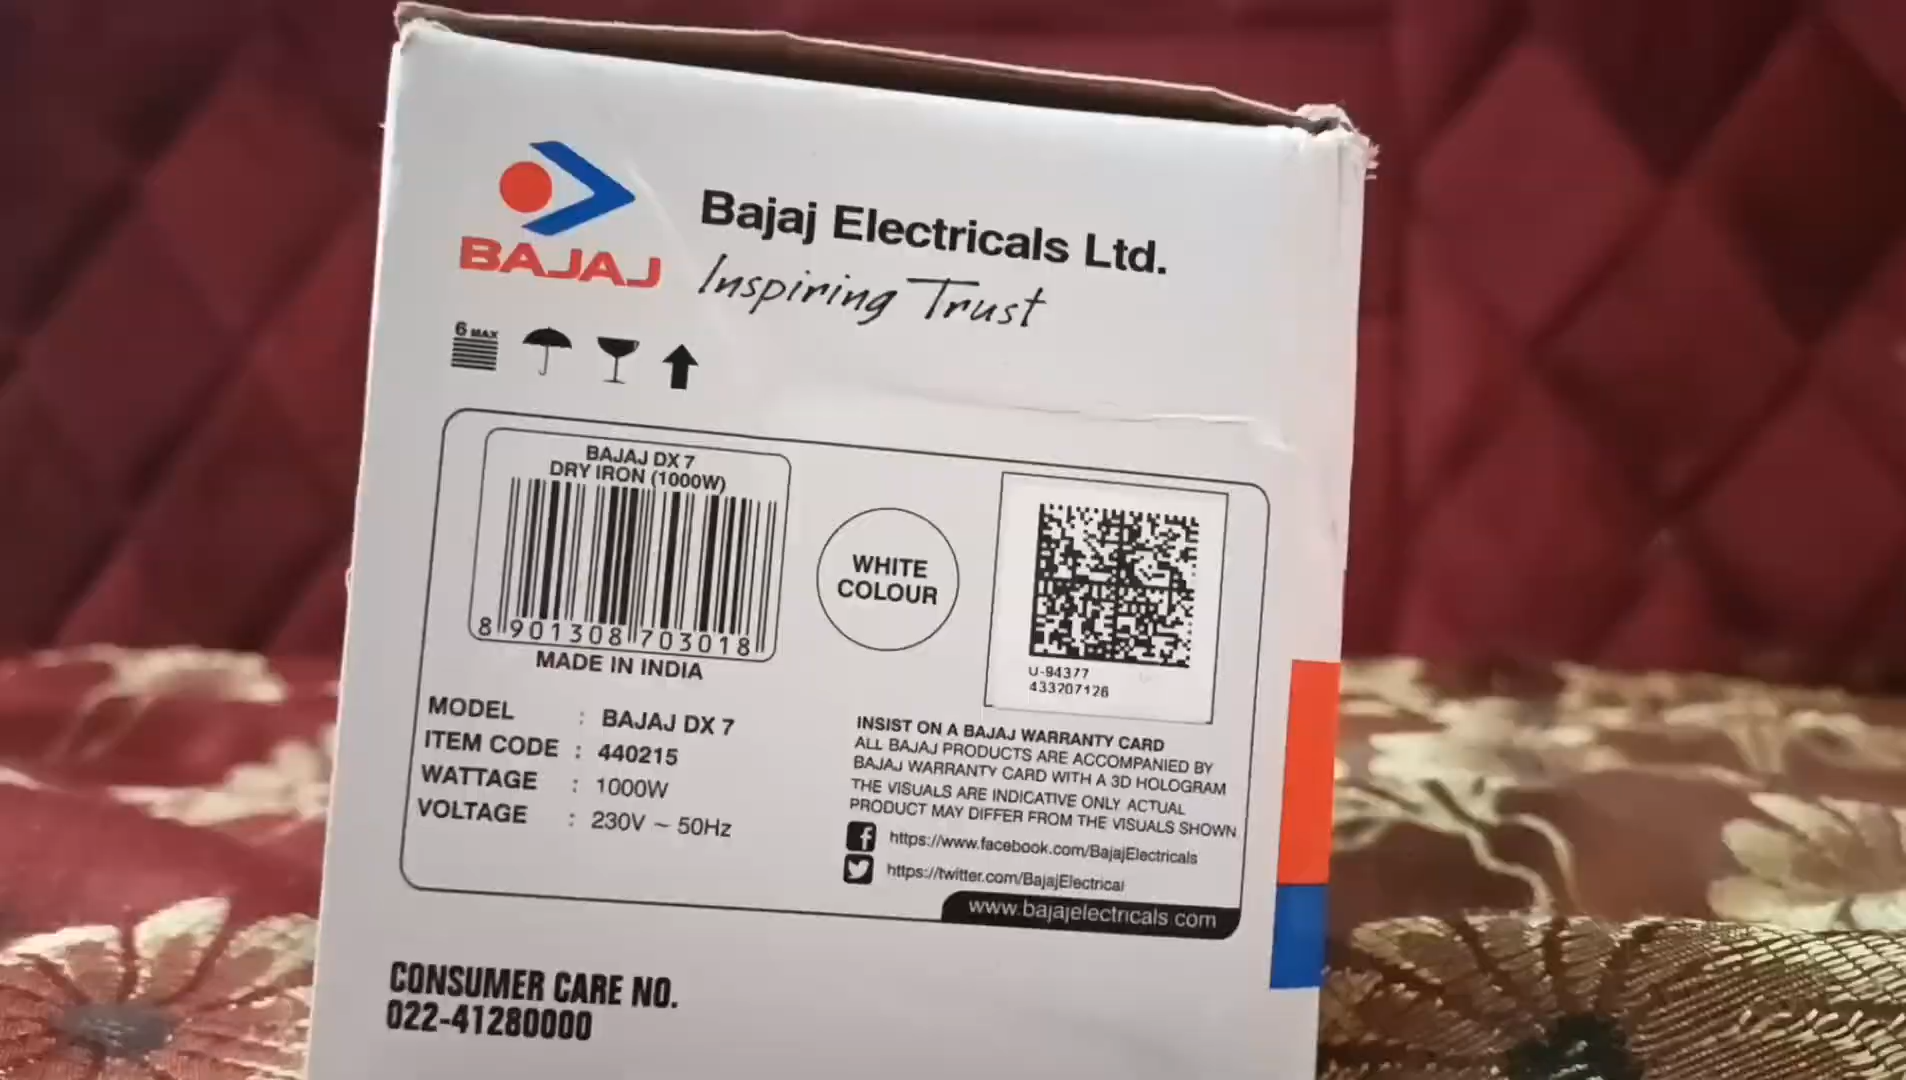 BAJAJ
Bajaj Electricals Ltd.
Inspiring Trust
6 MAX
BAJAJ DX 7
DRY IRON (1000W)
8 901308 703018
MADE IN INDIA
WHITE
COLOUR
U-94377
433207126
MODEL : BAJAJ DX 7
ITEM CODE : 440215
WATTAGE : 1000W
VOLTAGE : 230V ~ 50Hz
INSIST ON A BAJAJ WARRANTY CARD
ALL BAJAJ PRODUCTS ARE ACCOMPANIED BY
BAJAJ WARRANTY CARD WITH A 3D HOLOGRAM
THE VISUALS ARE INDICATIVE ONLY ACTUAL
PRODUCT MAY DIFFER FROM THE VISUALS SHOWN
https://www.facebook.com/BajajElectricals
https://twitter.com/BajajElectrical
www.bajajelectricals.com
CONSUMER CARE NO.
022-41280000